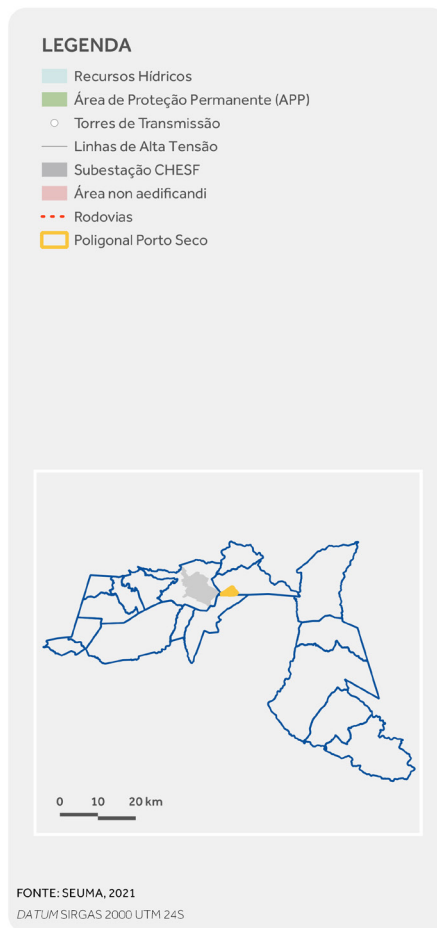 LEGENDA
Recursos Hídricos
Área de Proteção Permanente (APP)
Torres de Transmissão
Linhas de Alta Tensão
Subestação CHESF
Área non aedificandi
Rodovias
Poligonal Porto Seco
0 10 20 km
FONTE: SEUMA, 2021
DATUM SIRGAS 2000 UTM 24S